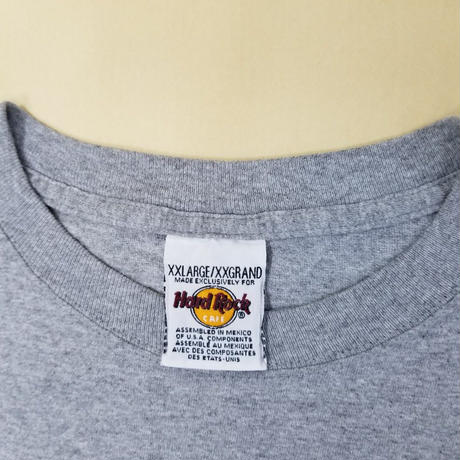 XXLARGE/XXGRAND
MADE EXCLUSIVELY FOR
Hard Rock
CAFE
®
ASSEMBLED IN MEXICO
OF U.S.A. COMPONENTS
ASSEMBLÉ AU MEXIQUE
AVEC DES COMPOSANTES
DES ETATS-UNIS